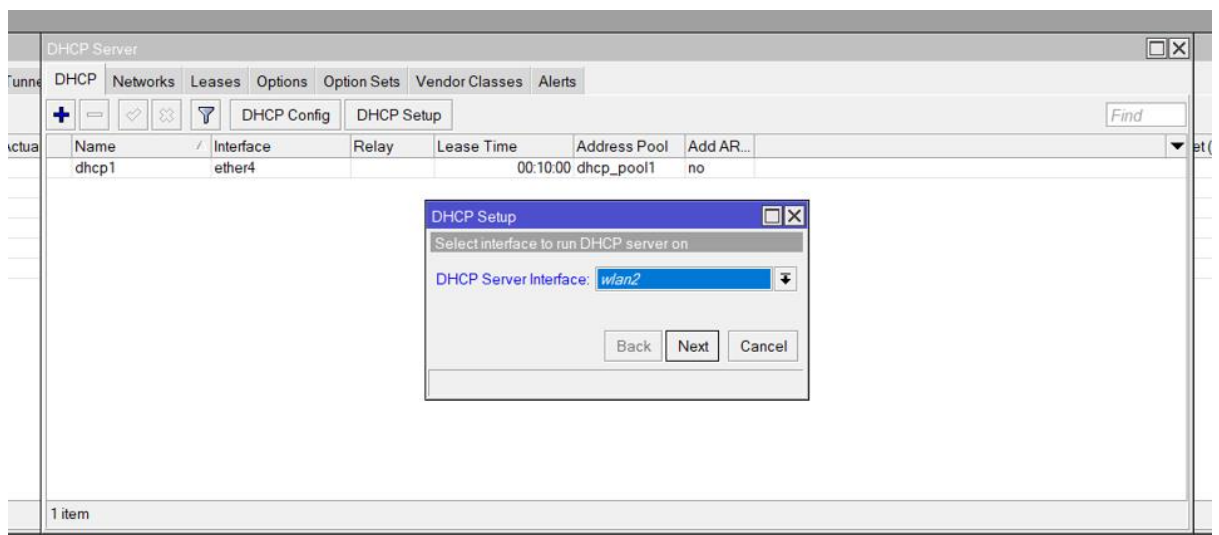 DHCP Server
Tunne DHCP Networks Leases Options Option Sets Vendor Classes Alerts
DHCP Config DHCP Setup Find
Actua Name / Interface Relay Lease Time Address Pool Add AR... et (
dhcp1 ether4 00:10:00 dhcp_pool1 no
DHCP Setup
Select interface to run DHCP server on
DHCP Server Interface: wlan2
Back Next Cancel
1 item